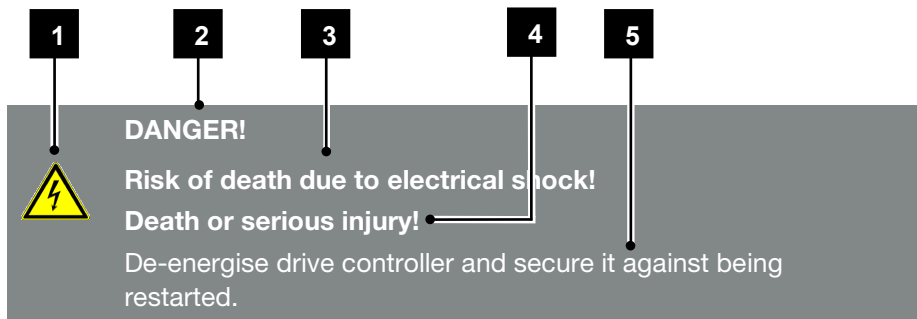 1 2 3 4 5
DANGER!
Risk of death due to electrical shock!
Death or serious injury!
De-energise drive controller and secure it against being
restarted.